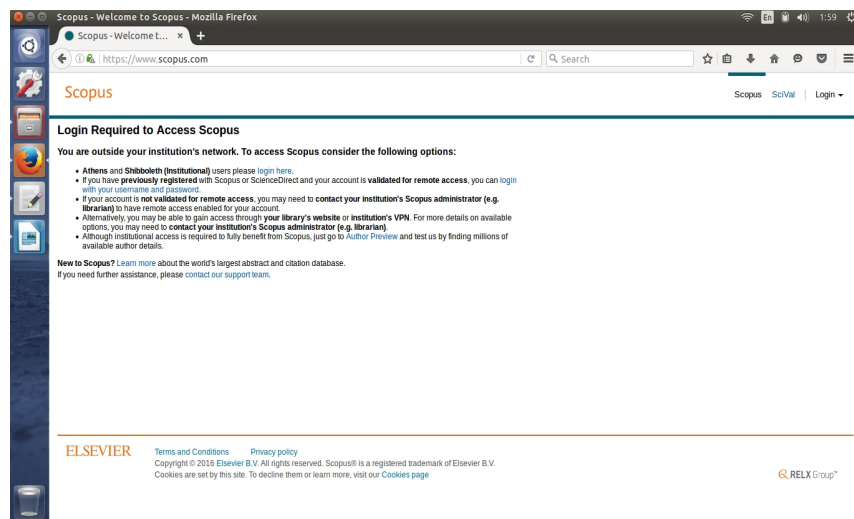 Scopus - Welcome to Scopus - Mozilla Firefox
En
1:59
Scopus - Welcome t...
https://www.scopus.com
Search
Scopus
Scopus SciVal Login
Login Required to Access Scopus
You are outside your institution's network. To access Scopus consider the following options:
Athens and Shibboleth (Institutional) users please login here.
If you have previously registered with Scopus or ScienceDirect and your account is validated for remote access, you can login
with your username and password.
If your account is not validated for remote access, you may need to contact your institution's Scopus administrator (e.g.
librarian) to have remote access enabled for your account.
Alternatively, you may be able to gain access through your library's website or institution's VPN. For more details on available
options, you may need to contact your institution's Scopus administrator (e.g. librarian).
Although institutional access is required to fully benefit from Scopus, just go to Author Preview and test us by finding millions of
available author details.
New to Scopus? Learn more about the world's largest abstract and citation database.
If you need further assistance, please contact our support team.
ELSEVIER
Terms and Conditions Privacy policy
Copyright © 2016 Elsevier B.V. All rights reserved. Scopus® is a registered trademark of Elsevier B.V.
Cookies are set by this site. To decline them or learn more, visit our Cookies page
RELX Group™